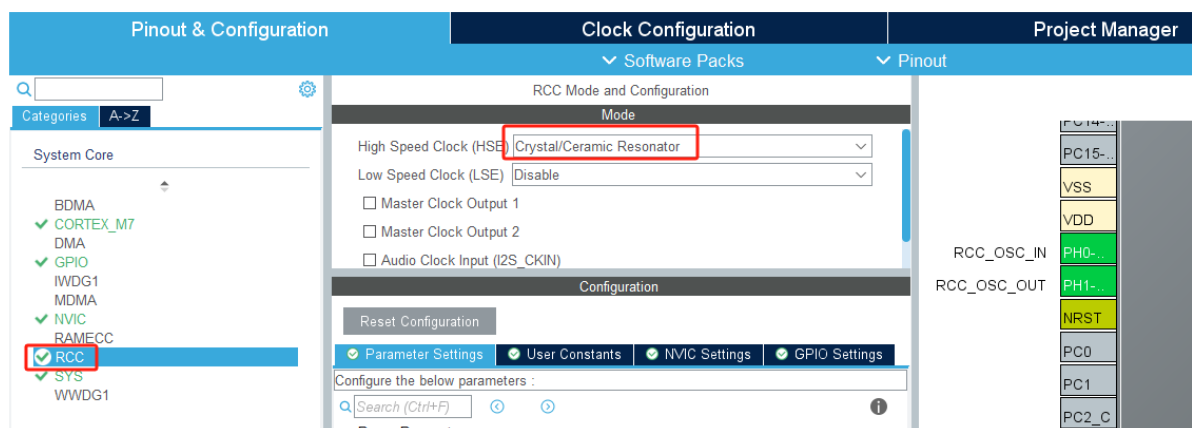 Pinout & Configuration
Clock Configuration
Project Manager
Software Packs
Pinout
Categories
A->Z
System Core
BDMA
CORTEX_M7
DMA
GPIO
IWDG1
MDMA
NVIC
RAMECC
RCC
SYS
WWDG1
RCC Mode and Configuration
Mode
High Speed Clock (HSE) Crystal/Ceramic Resonator
Low Speed Clock (LSE) Disable
Master Clock Output 1
Master Clock Output 2
Audio Clock Input (I2S_CKIN)
Configuration
Reset Configuration
Parameter Settings
User Constants
NVIC Settings
GPIO Settings
Configure the below parameters :
Search (Ctrl+F)
PC14-..
PC15-..
VSS
VDD
RCC_OSC_IN PH0-..
RCC_OSC_OUT PH1-..
NRST
PC0
PC1
PC2_C